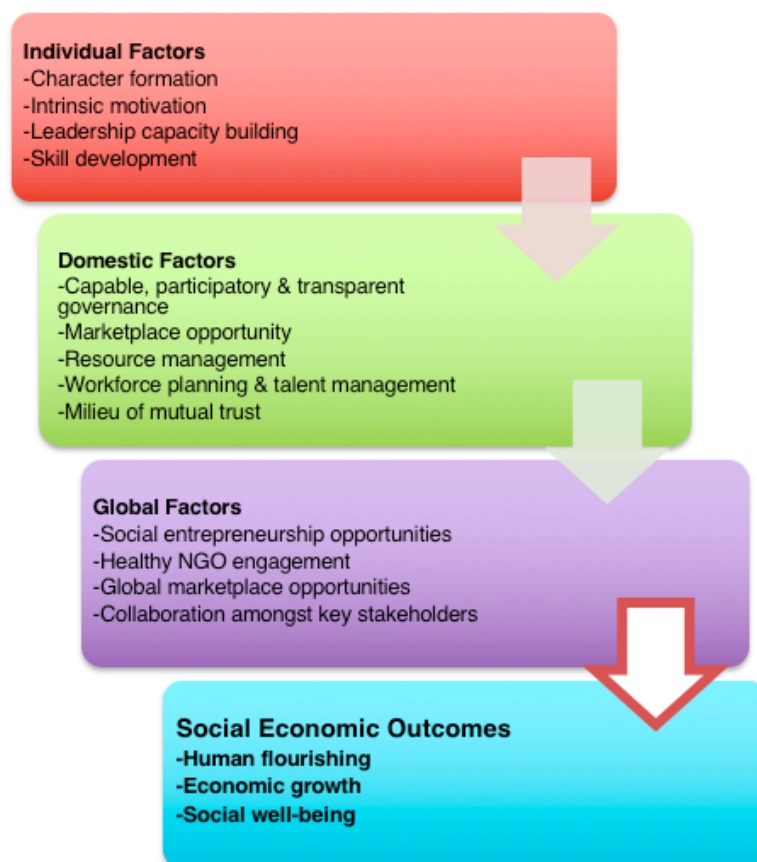 Individual Factors
-Character formation
-Intrinsic motivation
-Leadership capacity building
-Skill development
Domestic Factors
-Capable, participatory & transparent
governance
-Marketplace opportunity
-Resource management
-Workforce planning & talent management
-Milieu of mutual trust
Global Factors
-Social entrepreneurship opportunities
-Healthy NGO engagement
-Global marketplace opportunities
-Collaboration amongst key stakeholders
Social Economic Outcomes
-Human flourishing
-Economic growth
-Social well-being